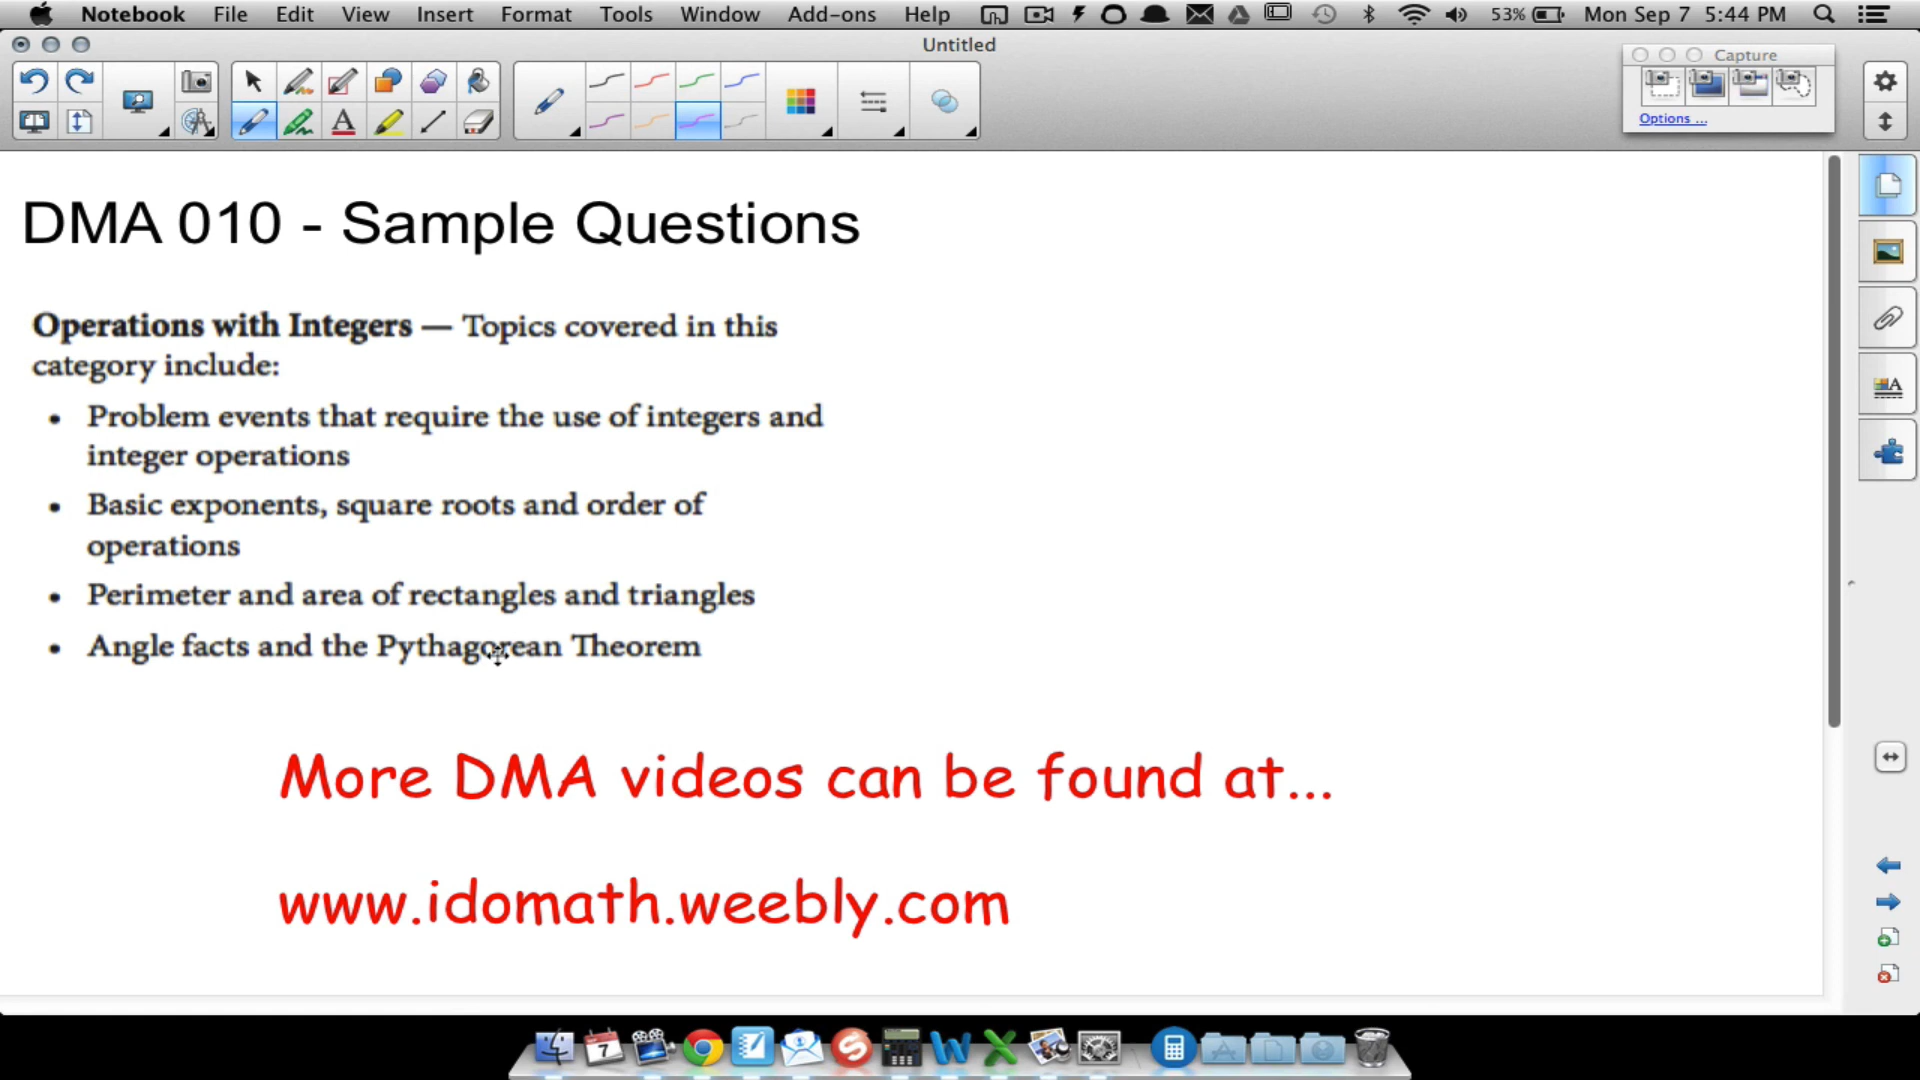 Notebook File Edit View Insert Format Tools Window Add-ons Help 53% Mon Sep 7 5:44 PM
Untitled
Capture
Options ...
DMA 010 - Sample Questions
Operations with Integers — Topics covered in this
category include:
• Problem events that require the use of integers and
integer operations
• Basic exponents, square roots and order of
operations
• Perimeter and area of rectangles and triangles
• Angle facts and the Pythagorean Theorem
More DMA videos can be found at...
www.idomath.weebly.com